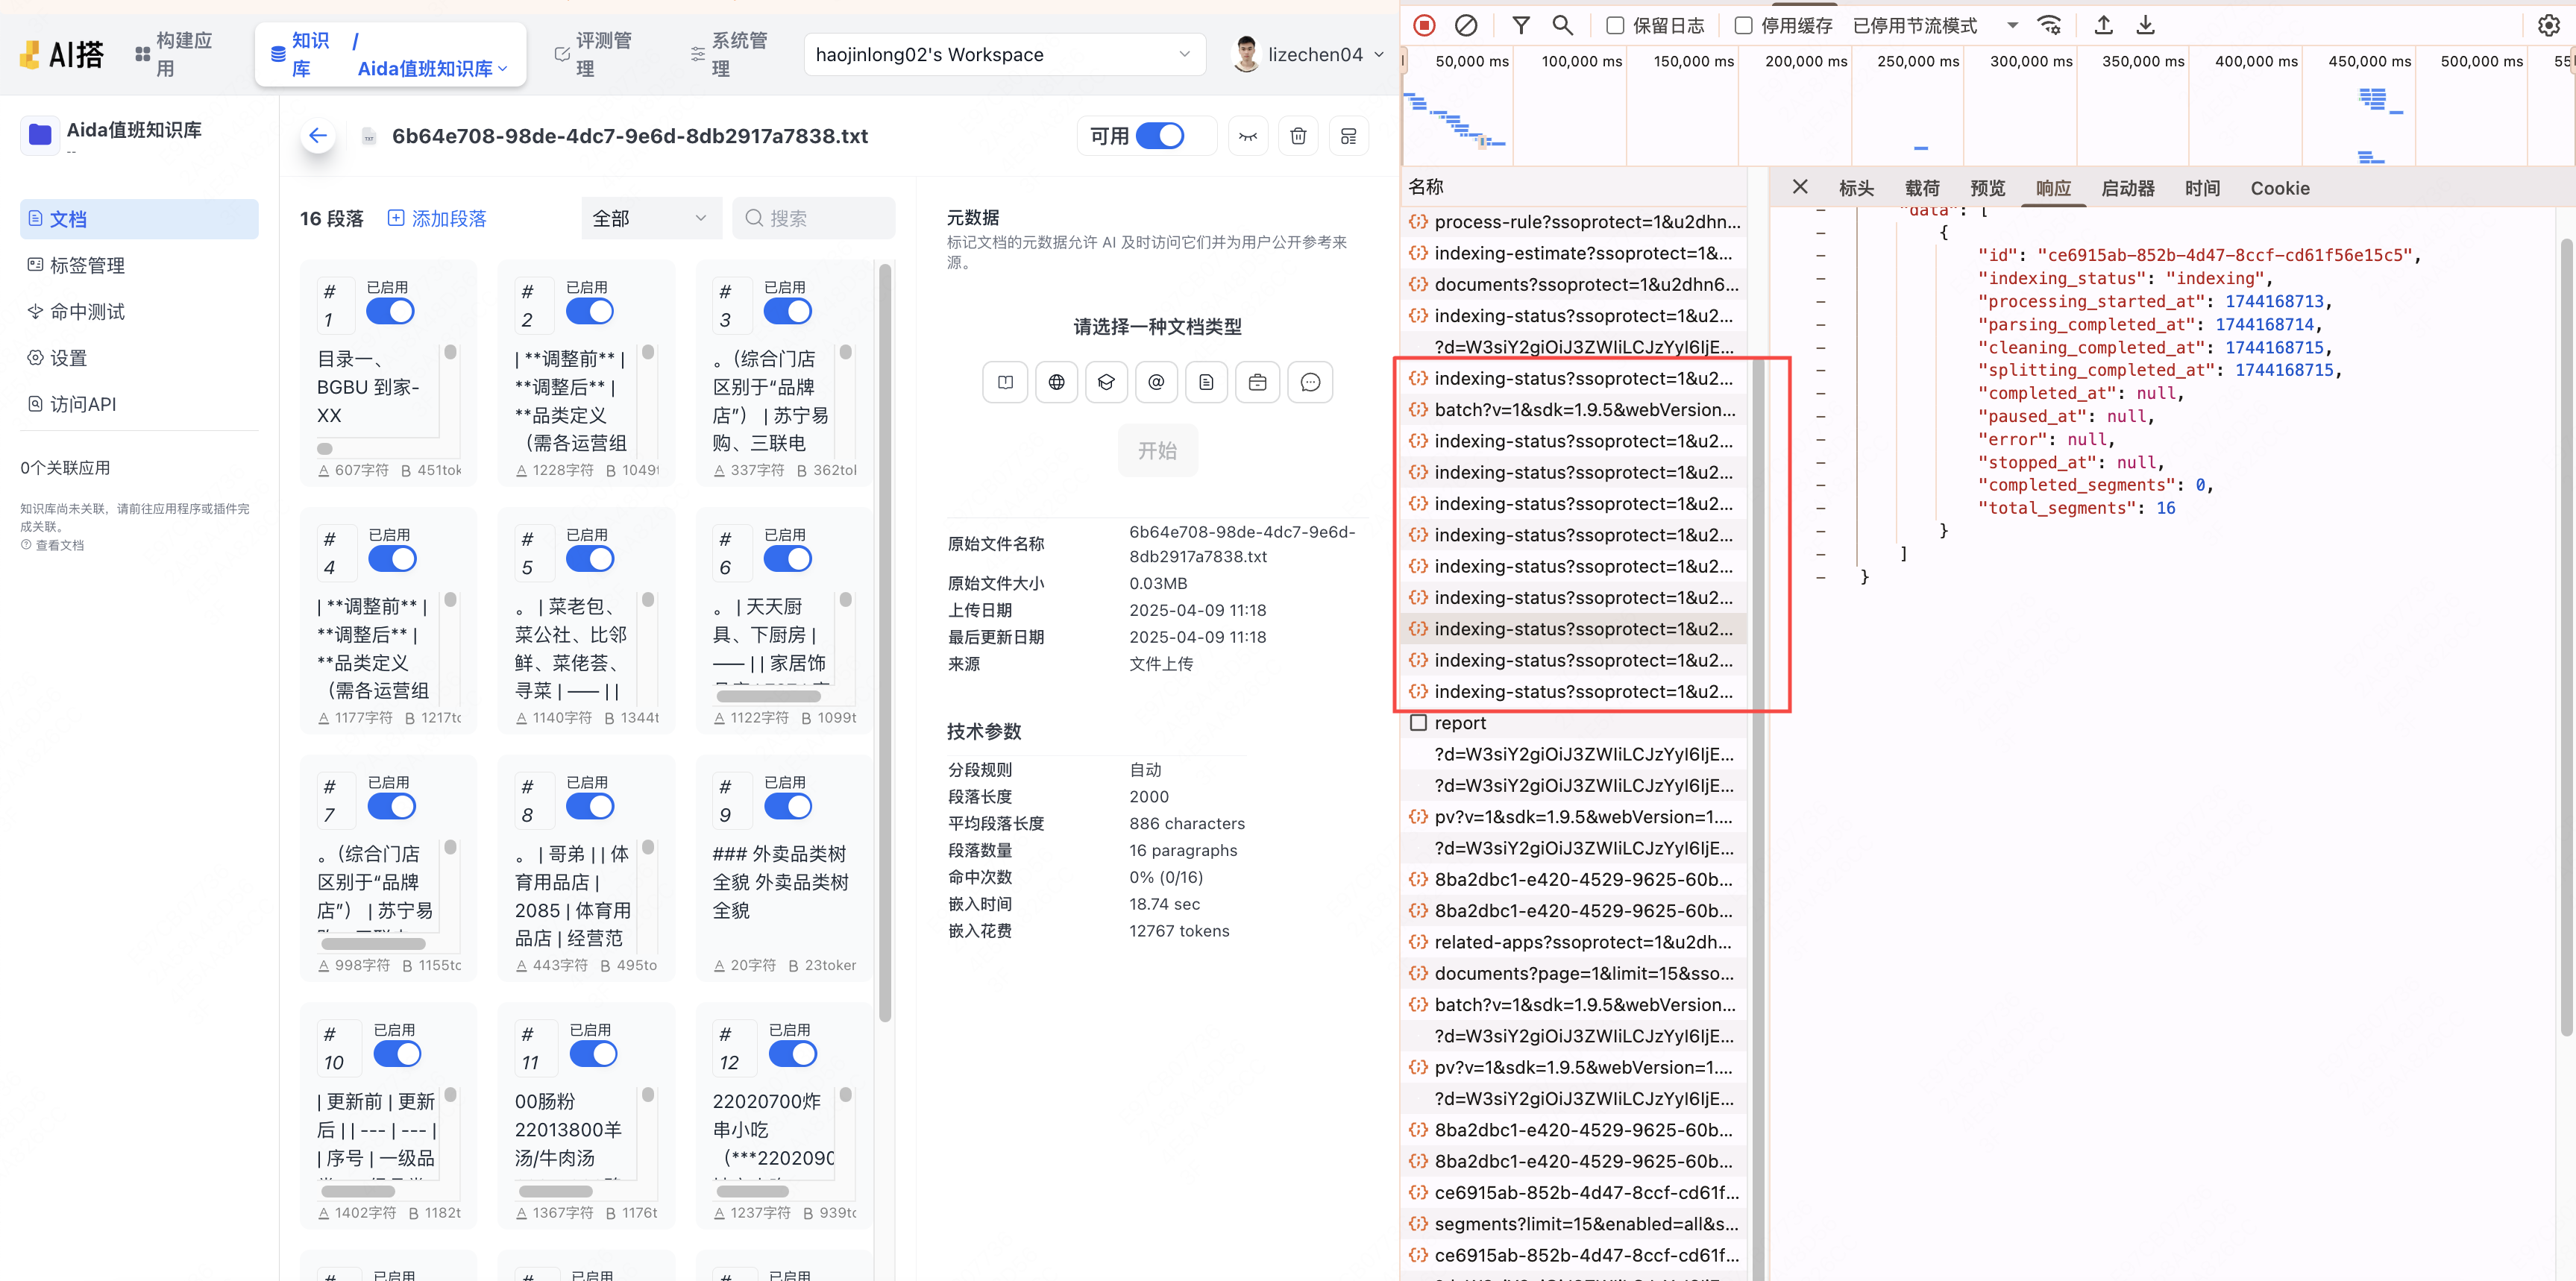 AI搭
构建应用
知识库
/
Aida值班知识库
评测管理
系统管理
haojinlong02's Workspace
lizechen04
Aida值班知识库
--
文档
标签管理
命中测试
设置
访问API
0个关联应用
知识库尚未关联，请前往应用程序或插件完成关联。
查看文档
6b64e708-98de-4dc7-9e6d-8db2917a7838.txt
可用
16 段落
添加段落
全部
搜索
# 1
已启用
目录一、
BGBU 到家-
XX
607字符 451tok
# 2
已启用
| **调整前** |
**调整后** |
**品类定义
（需各运营组
1228字符 1049t
# 3
已启用
。（综合门店
区别于“品牌
店”） | 苏宁易
购、三联电
337字符 362tol
# 4
已启用
| **调整前** |
**调整后** |
**品类定义
（需各运营组
1177字符 1217tc
# 5
已启用
。 | 菜老包、
菜公社、比邻
鲜、菜佬荟、
寻菜 | —— | |
1140字符 1344t
# 6
已启用
。 | 天天厨
具、下厨房 |
—— | | 家居饰
1122字符 1099t
# 7
已启用
。（综合门店
区别于“品牌
店”） | 苏宁易
998字符 1155tc
# 8
已启用
。 | 哥弟 | | 体
育用品店 |
2085 | 体育用
品店 | 经营范
443字符 495to
# 9
已启用
### 外卖品类树
全貌 外卖品类树
全貌
20字符 23token
# 10
已启用
| 更新前 | 更新
后 | | --- | --- |
| 序号 | 一级品
1402字符 1182t
# 11
已启用
00肠粉
22013800羊
汤/牛肉汤
1367字符 1176t
# 12
已启用
22020700炸
串小吃
（***2202090
1237字符 939tc
#
已启用
#
已启用
#
已启用
元数据
标记文档的元数据允许 AI 及时访问它们并为用户公开参考来
源。
请选择一种文档类型
开始
原始文件名称 6b64e708-98de-4dc7-9e6d-
8db2917a7838.txt
原始文件大小 0.03MB
上传日期 2025-04-09 11:18
最后更新日期 2025-04-09 11:18
来源 文件上传
技术参数
分段规则 自动
段落长度 2000
平均段落长度 886 characters
段落数量 16 paragraphs
命中次数 0% (0/16)
嵌入时间 18.74 sec
嵌入花费 12767 tokens
保留日志
停用缓存
已停用节流模式
50,000 ms 100,000 ms 150,000 ms 200,000 ms 250,000 ms 300,000 ms 350,000 ms 400,000 ms 450,000 ms 500,000 ms 55
名称
process-rule?ssoprotect=1&u2dhn...
indexing-estimate?ssoprotect=1&...
documents?ssoprotect=1&u2dhn6...
indexing-status?ssoprotect=1&u2...
?d=W3siY2giOiJ3ZWIiLCJzYyI6IjE...
indexing-status?ssoprotect=1&u2...
batch?v=1&sdk=1.9.5&webVersion...
indexing-status?ssoprotect=1&u2...
indexing-status?ssoprotect=1&u2...
indexing-status?ssoprotect=1&u2...
indexing-status?ssoprotect=1&u2...
indexing-status?ssoprotect=1&u2...
indexing-status?ssoprotect=1&u2...
indexing-status?ssoprotect=1&u2...
indexing-status?ssoprotect=1&u2...
indexing-status?ssoprotect=1&u2...
report
?d=W3siY2giOiJ3ZWIiLCJzYyI6IjE...
?d=W3siY2giOiJ3ZWIiLCJzYyI6IjE...
pv?v=1&sdk=1.9.5&webVersion=1....
?d=W3siY2giOiJ3ZWIiLCJzYyI6IjE...
8ba2dbc1-e420-4529-9625-60b...
8ba2dbc1-e420-4529-9625-60b...
related-apps?ssoprotect=1&u2dh...
documents?page=1&limit=15&sso...
batch?v=1&sdk=1.9.5&webVersion...
?d=W3siY2giOiJ3ZWIiLCJzYyI6IjE...
pv?v=1&sdk=1.9.5&webVersion=1....
?d=W3siY2giOiJ3ZWIiLCJzYyI6IjE...
8ba2dbc1-e420-4529-9625-60b...
8ba2dbc1-e420-4529-9625-60b...
ce6915ab-852b-4d47-8ccf-cd61f...
segments?limit=15&enabled=all&s...
ce6915ab-852b-4d47-8ccf-cd61f...
标头 载荷 预览 响应 启动器 时间 Cookie
"data": [
{
"id": "ce6915ab-852b-4d47-8ccf-cd61f56e15c5",
"indexing_status": "indexing",
"processing_started_at": 1744168713,
"parsing_completed_at": 1744168714,
"cleaning_completed_at": 1744168715,
"splitting_completed_at": 1744168715,
"completed_at": null,
"paused_at": null,
"error": null,
"stopped_at": null,
"completed_segments": 0,
"total_segments": 16
}
]
}